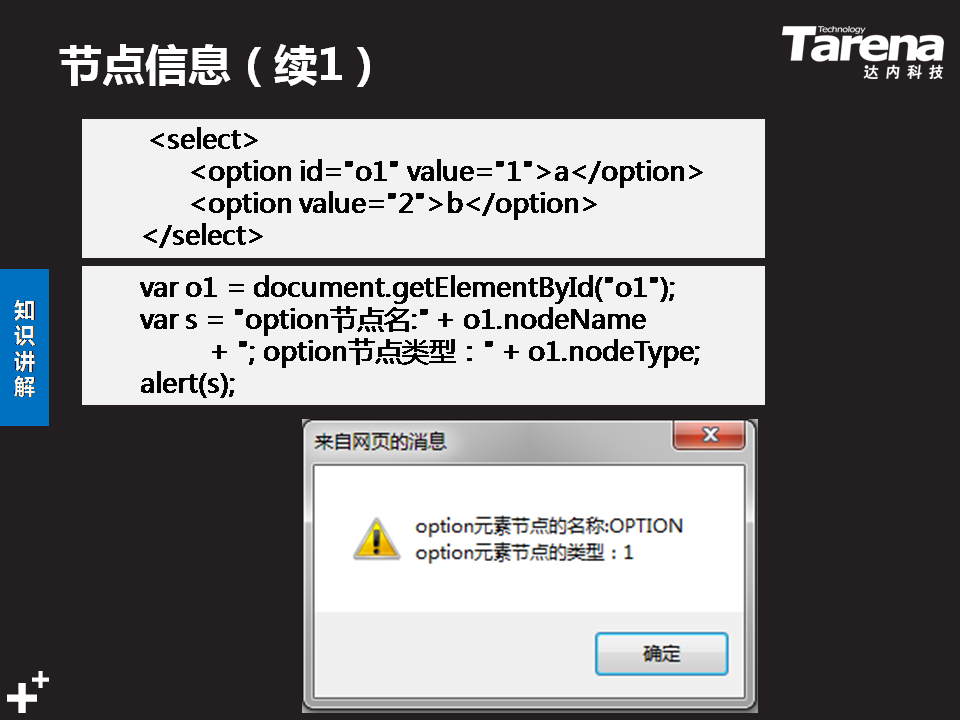 节点信息（续1）
Technology
Tarena
达内科技
<select>
<option id="o1" value="1">a</option>
<option value="2">b</option>
</select>
知识讲解
var o1 = document.getElementById("o1");
var s = "option节点名:" + o1.nodeName
+ "; option节点类型：" + o1.nodeType;
alert(s);
来自网页的消息
option元素节点的名称:OPTION
option元素节点的类型：1
确定